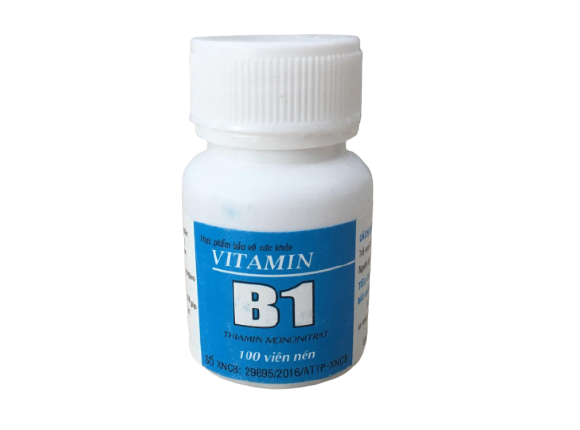 Thực phẩm bảo vệ sức khỏe
VITAMIN
B1
THIAMIN MONONITRAT
100 viên nén
SỐ XNCB: 29695/2016/ATTP-XNCB